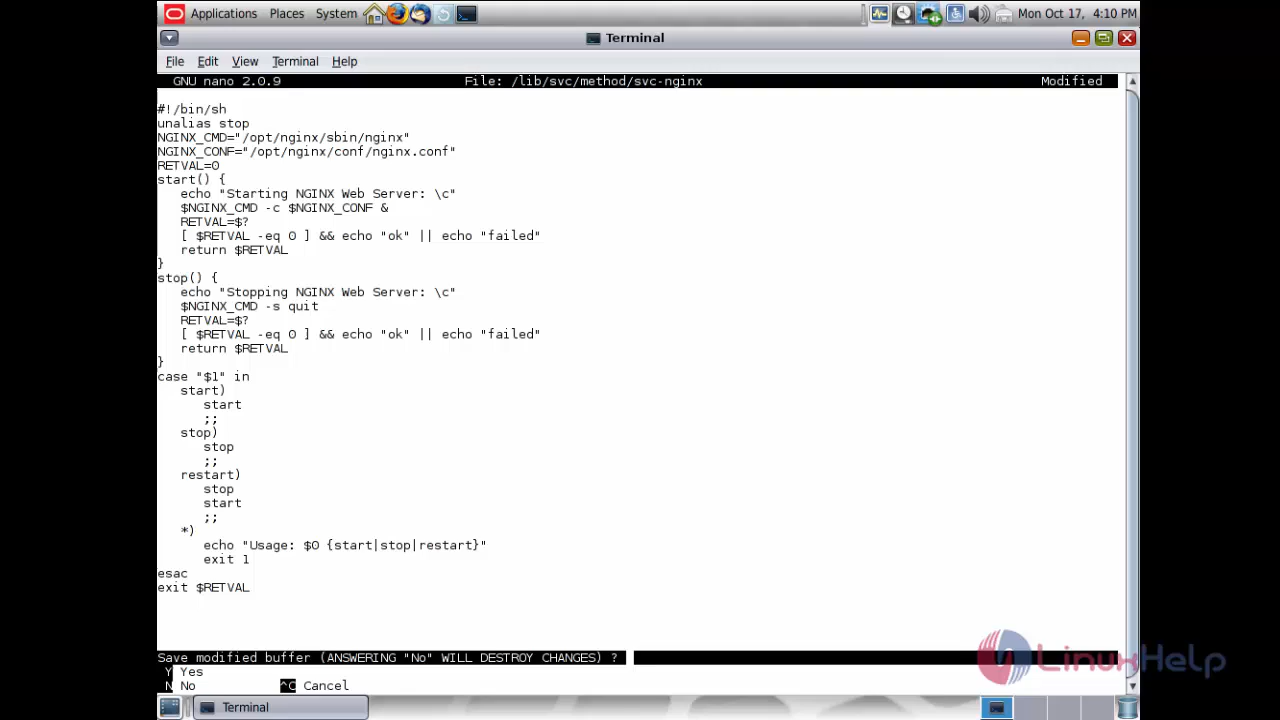 Applications Places System Mon Oct 17, 4:10 PM
Terminal
File Edit View Terminal Help
GNU nano 2.0.9 File: /lib/svc/method/svc-nginx Modified
#!/bin/sh
unalias stop
NGINX_CMD="/opt/nginx/sbin/nginx"
NGINX_CONF="/opt/nginx/conf/nginx.conf"
RETVAL=0
start() {
   echo "Starting NGINX Web Server: \c"
   $NGINX_CMD -c $NGINX_CONF &
   RETVAL=$?
   [ $RETVAL -eq 0 ] && echo "ok" || echo "failed"
   return $RETVAL
}
stop() {
   echo "Stopping NGINX Web Server: \c"
   $NGINX_CMD -s quit
   RETVAL=$?
   [ $RETVAL -eq 0 ] && echo "ok" || echo "failed"
   return $RETVAL
}
case "$1" in
   start)
      start
      ;;
   stop)
      stop
      ;;
   restart)
      stop
      start
      ;;
   *)
      echo "Usage: $0 {start|stop|restart}"
      exit 1
esac
exit $RETVAL
Save modified buffer (ANSWERING "No" WILL DESTROY CHANGES) ?
Y Yes
N No ^C Cancel
LinuxHelp
Terminal